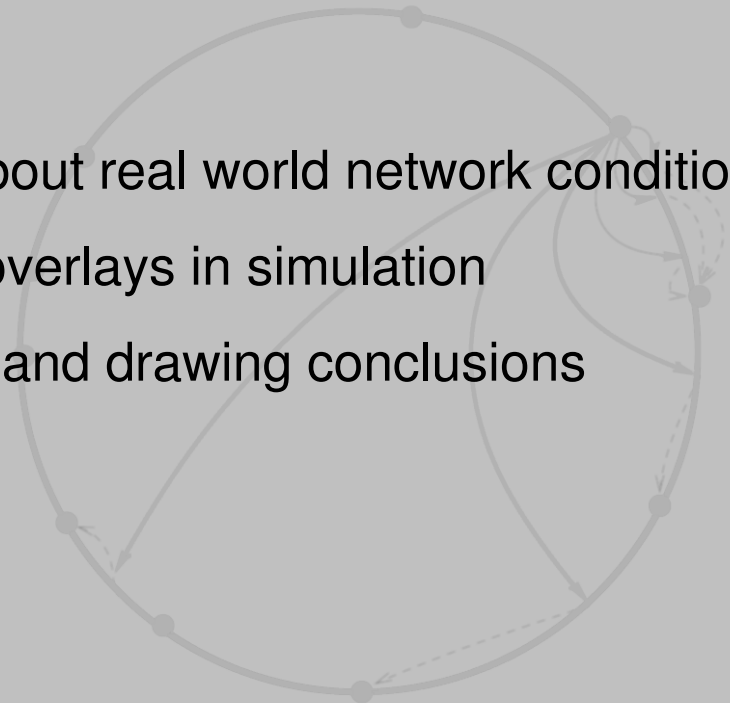 bout real world network conditio
overlays in simulation
and drawing conclusions